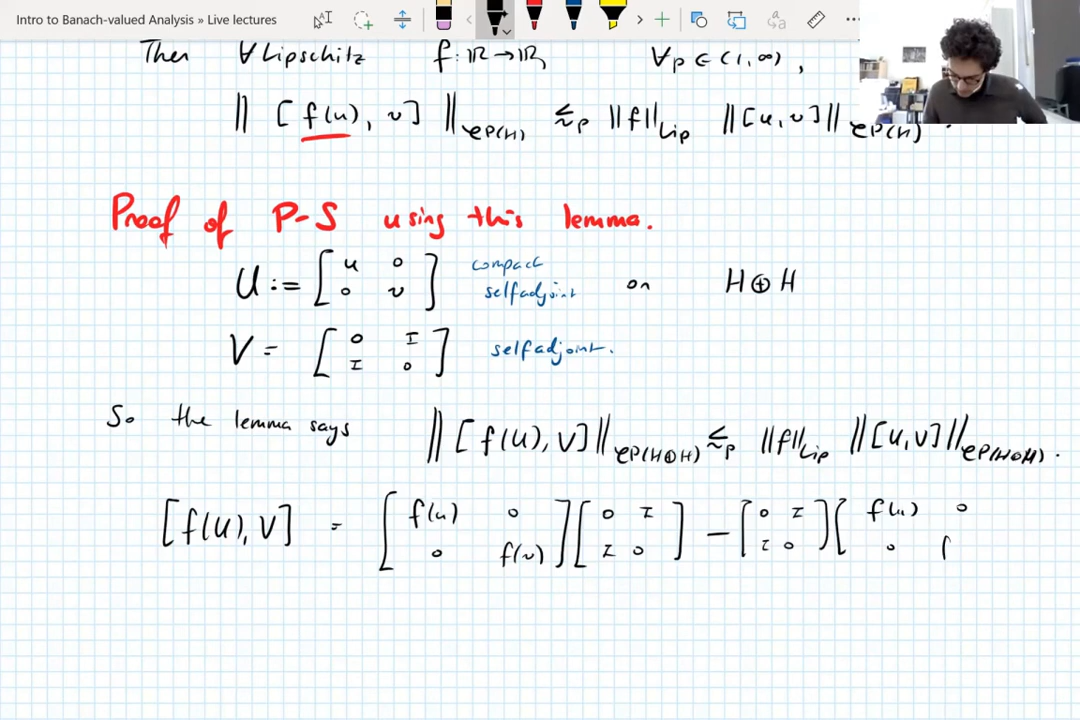 Intro to Banach-valued Analysis » Live lectures
Then ∀ Lipschitz f: ℝ → ℝ, ∀p ∈ (1, ∞),
‖ [f(u), v] ‖_{𝒞^p(H)} ≲_p ‖f‖_{Lip} ‖[u, v]‖_{𝒞^p(H)}.
Proof of P-S using this lemma.
U := [ u 0 ; 0 v ] compact selfadjoint on H⊕H
V = [ 0 I ; I 0 ] selfadjoint.
So the lemma says ‖[f(U), V]‖_{𝒞^p(H⊕H)} ≲_p ‖f‖_{Lip} ‖[U, V]‖_{𝒞^p(H⊕H)}.
[f(U), V] = [ f(u) 0 ; 0 f(v) ] [ 0 I ; I 0 ] − [ 0 I ; I 0 ] [ f(u) 0 ; 0